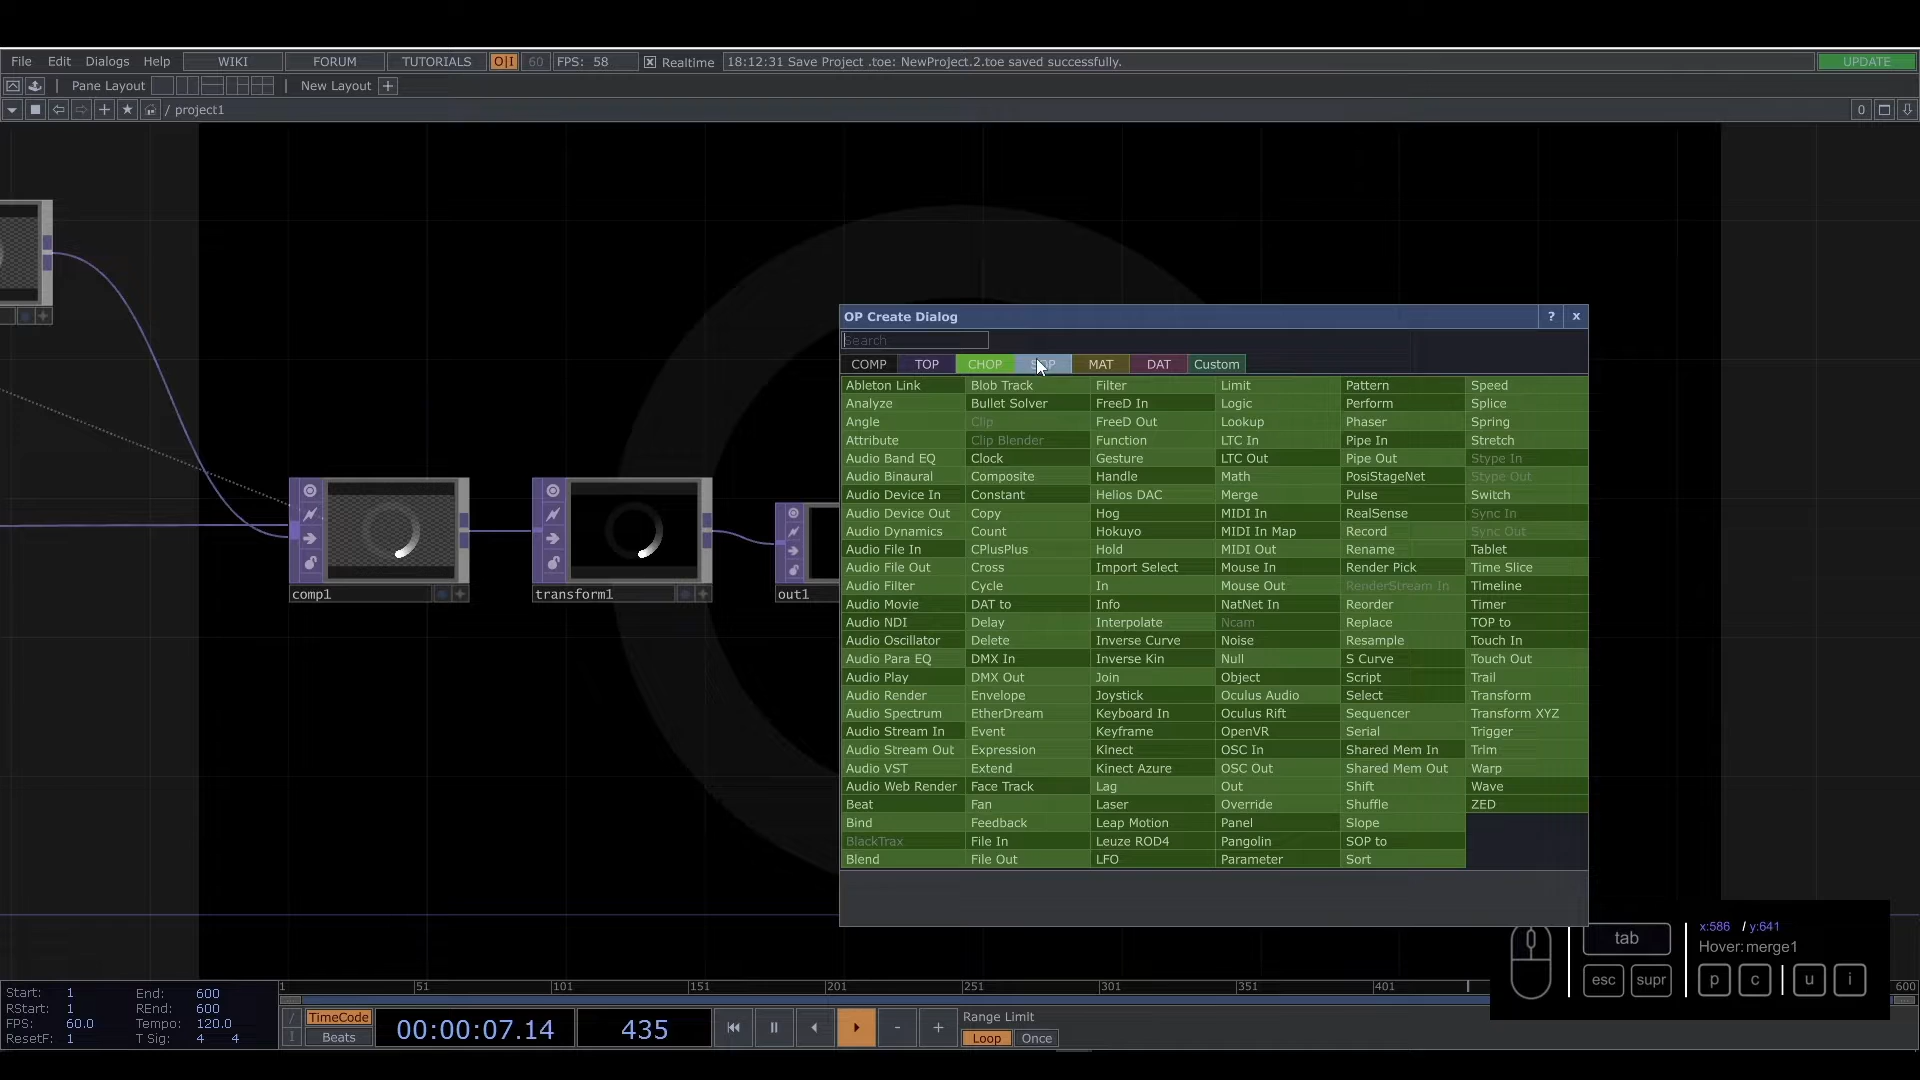 File Edit Dialogs Help WIKI FORUM TUTORIALS O|I 60 FPS: 58 Realtime 18:12:31 Save Project .toe: NewProject.2.toe saved successfully. UPDATE
Pane Layout New Layout +
/ project1 0
OP Create Dialog ? x
Search
COMP TOP CHOP SOP MAT DAT Custom
Ableton Link Blob Track Filter Limit Pattern Speed
Analyze Bullet Solver FreeD In Logic Perform Splice
Angle Clip FreeD Out Lookup Phaser Spring
Attribute Clip Blender Function LTC In Pipe In Stretch
Audio Band EQ Clock Gesture LTC Out Pipe Out Stype In
Audio Binaural Composite Handle Math PosiStageNet Stype Out
Audio Device In Constant Helios DAC Merge Pulse Switch
Audio Device Out Copy Hog MIDI In RealSense Sync In
Audio Dynamics Count Hokuyo MIDI In Map Record Sync Out
Audio File In CPlusPlus Hold MIDI Out Rename Tablet
Audio File Out Cross Import Select Mouse In Render Pick Time Slice
Audio Filter Cycle In Mouse Out RenderStream In Timeline
Audio Movie DAT to Info NatNet In Reorder Timer
Audio NDI Delay Interpolate Ncam Replace TOP to
Audio Oscillator Delete Inverse Curve Noise Resample Touch In
Audio Para EQ DMX In Inverse Kin Null S Curve Touch Out
Audio Play DMX Out Join Object Script Trail
Audio Render Envelope Joystick Oculus Audio Select Transform
Audio Spectrum EtherDream Keyboard In Oculus Rift Sequencer Transform XYZ
Audio Stream In Event Keyframe OpenVR Serial Trigger
Audio Stream Out Expression Kinect OSC In Shared Mem In Trim
Audio VST Extend Kinect Azure OSC Out Shared Mem Out Warp
Audio Web Render Face Track Lag Out Shift Wave
Beat Fan Laser Override Shuffle ZED
Bind Feedback Leap Motion Panel Slope
BlackTrax File In Leuze ROD4 Pangolin SOP to
Blend File Out LFO Parameter Sort
comp1 transform1 out1
tab x:586 / y:641
Hover: merge1
esc supr p c u i
1 51 101 151 201 251 301 351 401 600
Start: 1 End: 600
RStart: 1 REnd: 600
FPS: 60.0 Tempo: 120.0
ResetF: 1 T Sig: 4 4
TimeCode
Beats
00:00:07.14 435
- +
Range Limit
Loop Once